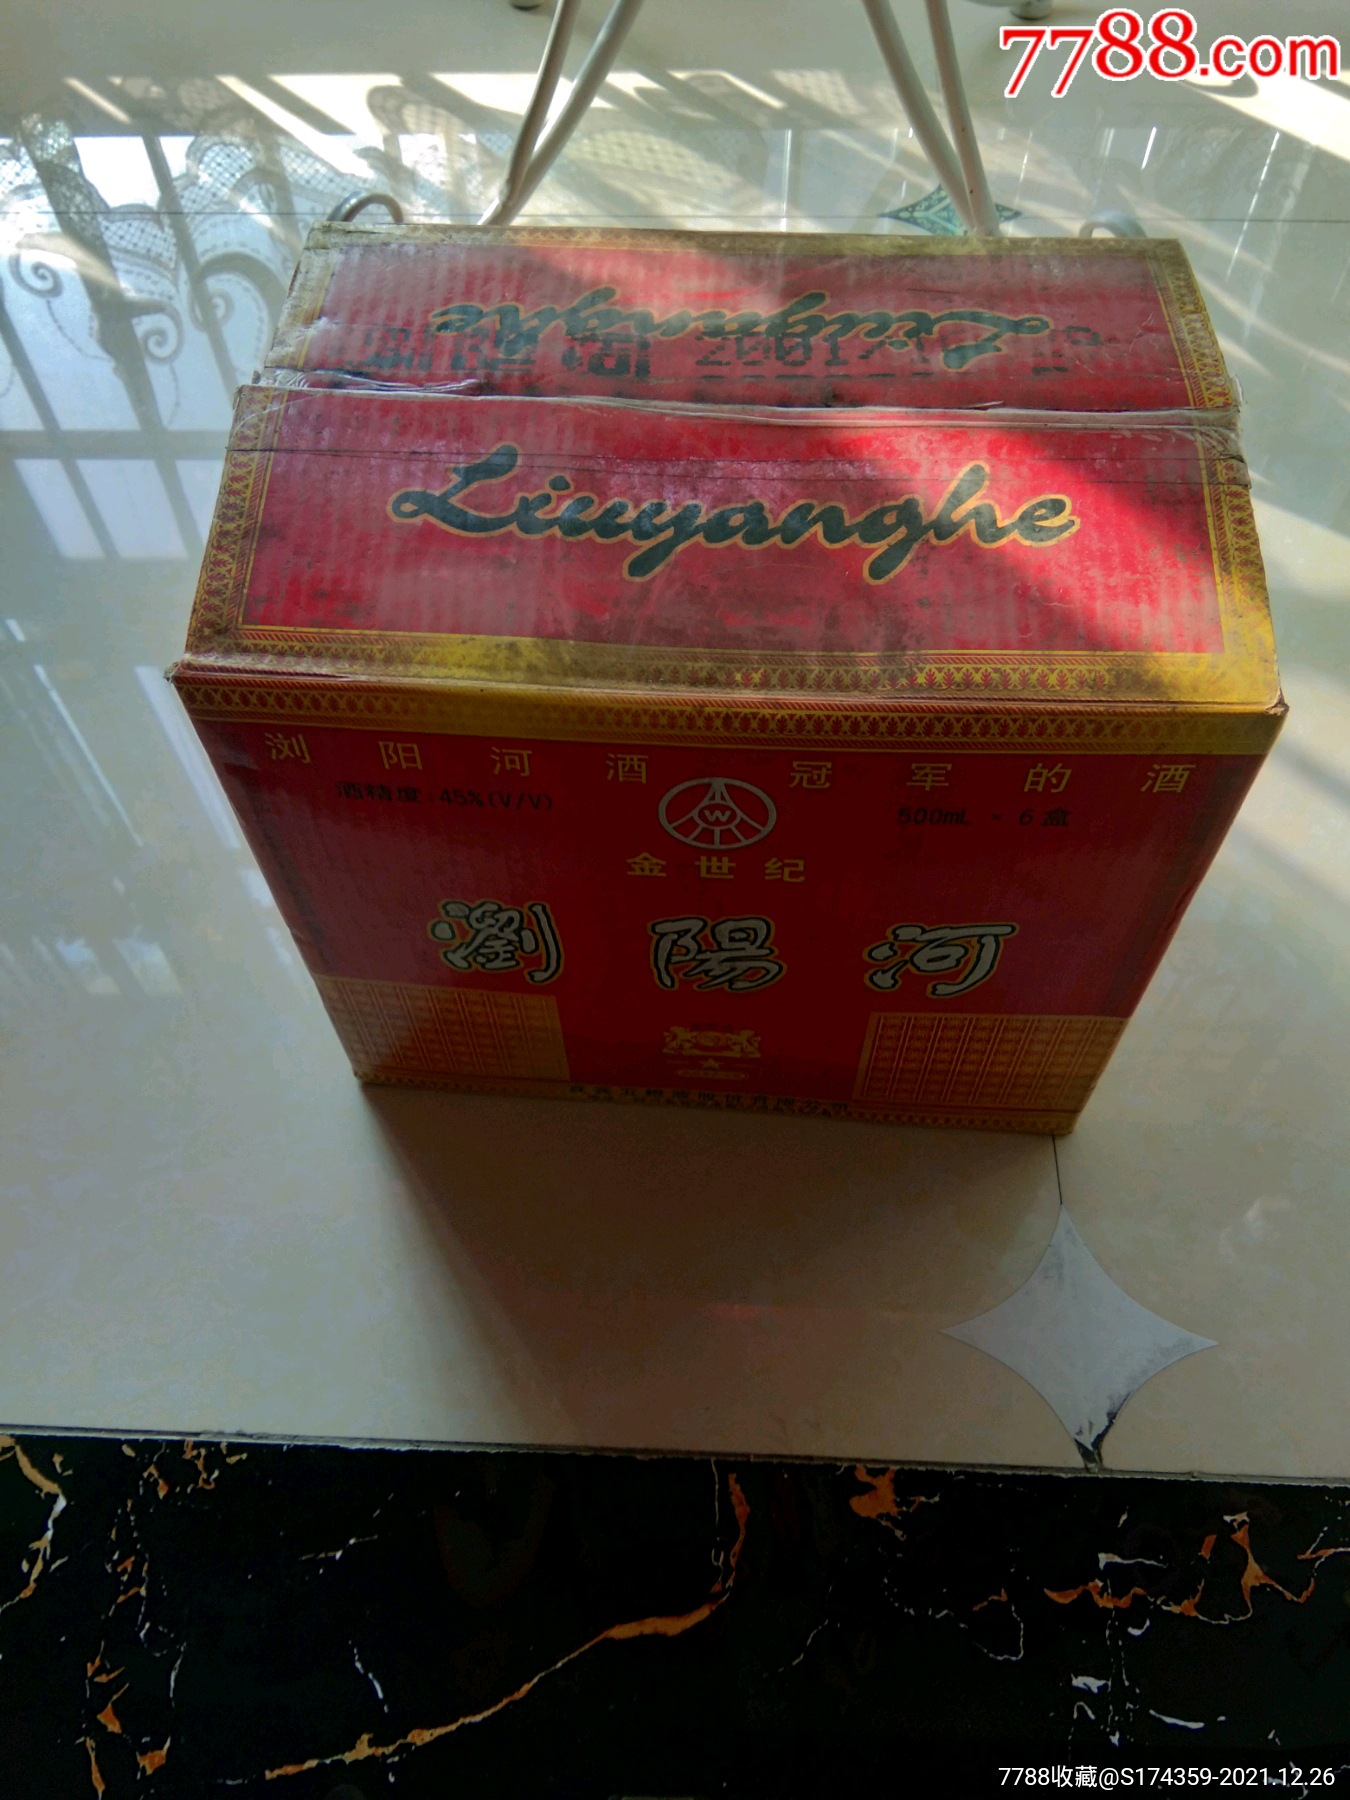 7788.com
Liuyanghe
Liuyanghe
浏阳河酒 冠军的酒
酒精度:45%(V/V)
W
500mL × 6盒
金世纪
瀏陽河
7788收藏@S174359-2021.12.26